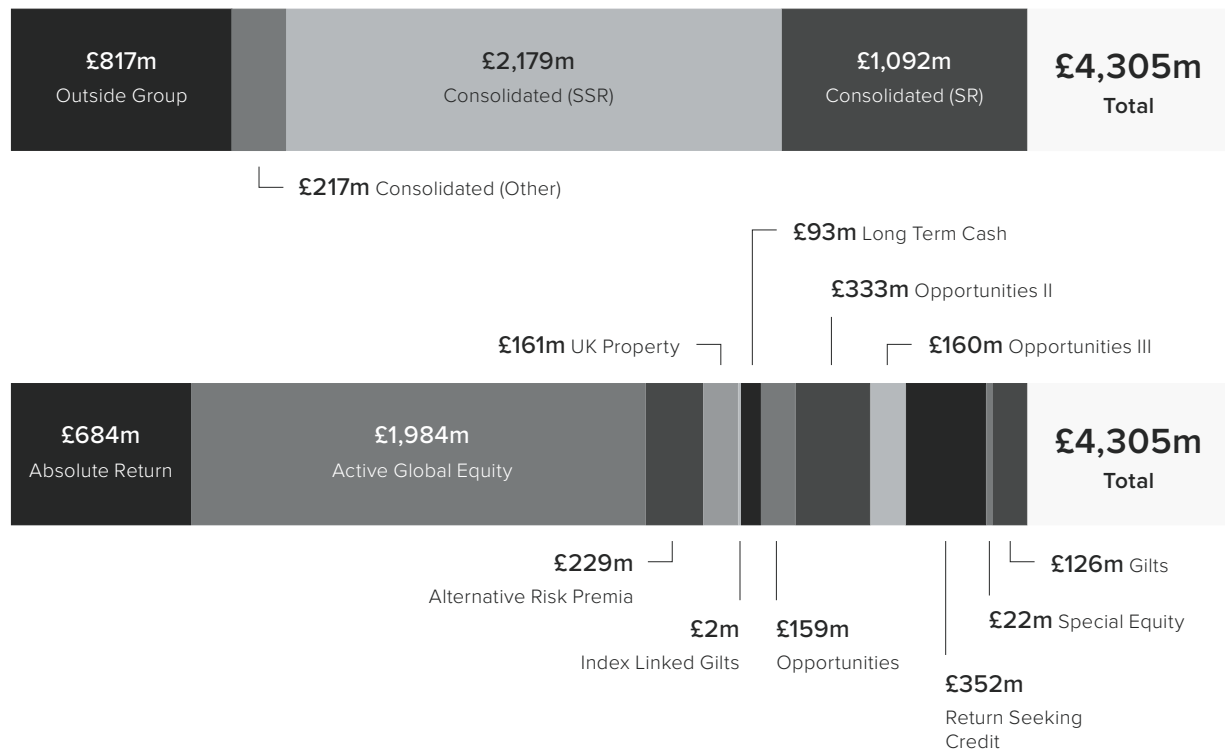 £817m
Outside Group
£2,179m
Consolidated (SSR)
£1,092m
Consolidated (SR)
£4,305m
Total
£217m Consolidated (Other)
£93m Long Term Cash
£333m Opportunities II
£161m UK Property
£160m Opportunities III
£684m
Absolute Return
£1,984m
Active Global Equity
£4,305m
Total
£229m
Alternative Risk Premia
£126m Gilts
£2m
Index Linked Gilts
£159m
Opportunities
£22m Special Equity
£352m
Return Seeking
Credit